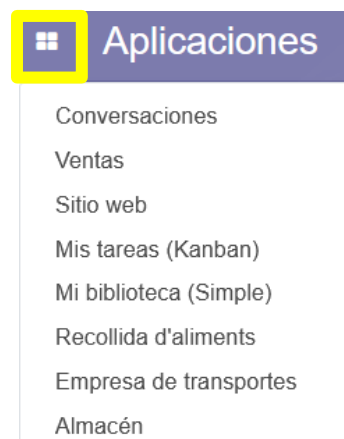 Aplicaciones
Conversaciones
Ventas
Sitio web
Mis tareas (Kanban)
Mi biblioteca (Simple)
Recollida d'aliments
Empresa de transportes
Almacén